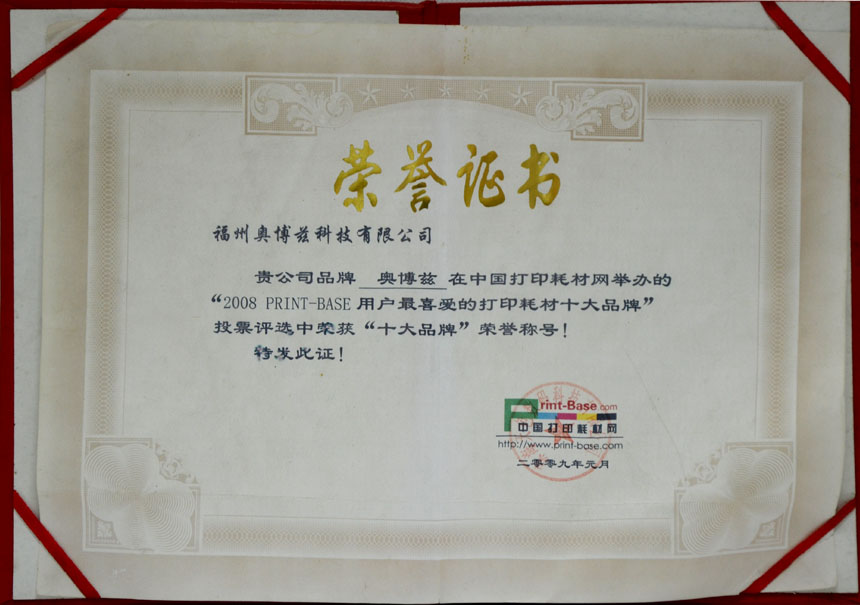 荣誉证书
福州奥博兹科技有限公司
贵公司品牌 奥博兹 在中国打印耗材网举办的
“2008 PRINT-BASE 用户最喜爱的打印耗材十大品牌”
投票评选中荣获“十大品牌”荣誉称号!
特发此证!
Print-Base.com
中国打印耗材网
http://www.print-base.com
二零零九年元月